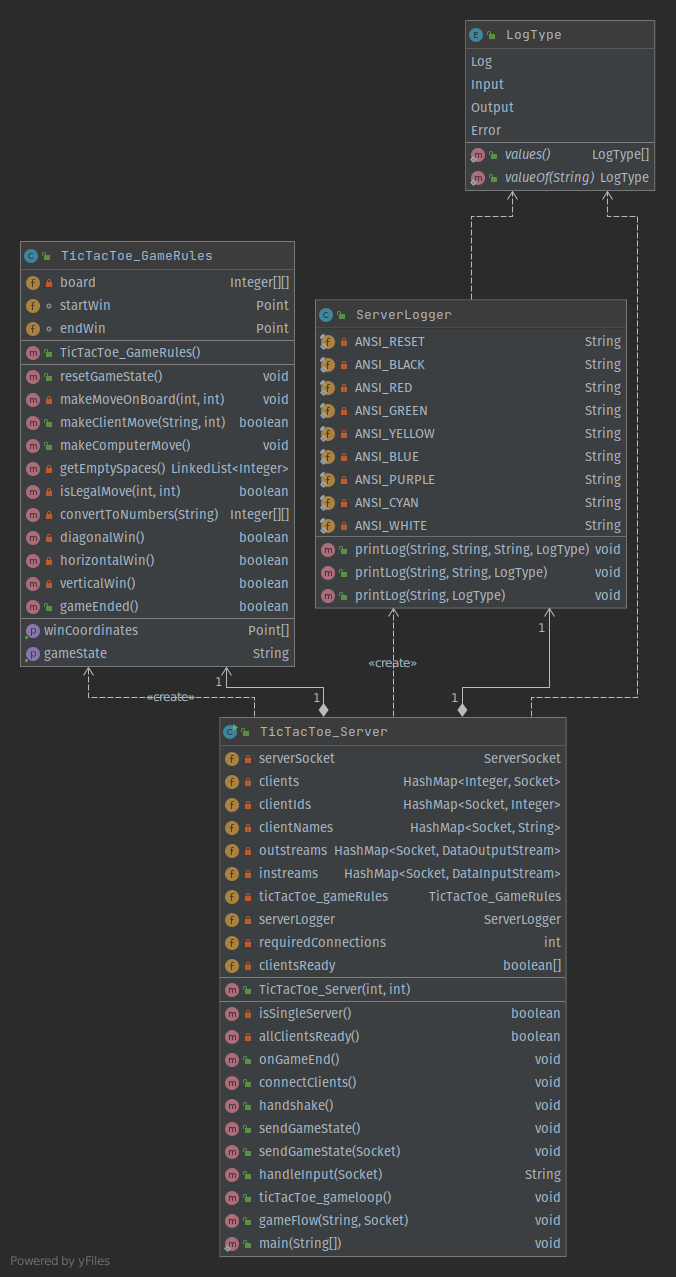 LogType
Log
Input
Output
Error
values() LogType[]
valueOf(String) LogType
TicTacToe_GameRules
board Integer[][]
startWin Point
endWin Point
TicTacToe_GameRules()
resetGameState() void
makeMoveOnBoard(int, int) void
makeClientMove(String, int) boolean
makeComputerMove() void
getEmptySpaces() LinkedList<Integer>
isLegalMove(int, int) boolean
convertToNumbers(String) Integer[][]
diagonalWin() boolean
horizontalWin() boolean
verticalWin() boolean
gameEnded() boolean
winCoordinates Point[]
gameState String
ServerLogger
ANSI_RESET String
ANSI_BLACK String
ANSI_RED String
ANSI_GREEN String
ANSI_YELLOW String
ANSI_BLUE String
ANSI_PURPLE String
ANSI_CYAN String
ANSI_WHITE String
printLog(String, String, String, LogType) void
printLog(String, String, LogType) void
printLog(String, LogType) void
1
«create»
1
«create»
1
1
TicTacToe_Server
serverSocket ServerSocket
clients HashMap<Integer, Socket>
clientIds HashMap<Socket, Integer>
clientNames HashMap<Socket, String>
outstreams HashMap<Socket, DataOutputStream>
instreams HashMap<Socket, DataInputStream>
ticTacToe_gameRules TicTacToe_GameRules
serverLogger ServerLogger
requiredConnections int
clientsReady boolean[]
TicTacToe_Server(int, int)
isSingleServer() boolean
allClientsReady() boolean
onGameEnd() void
connectClients() void
handshake() void
sendGameState() void
sendGameState(Socket) void
handleInput(Socket) String
ticTacToe_gameloop() void
gameFlow(String, Socket) void
main(String[]) void
Powered by yFiles